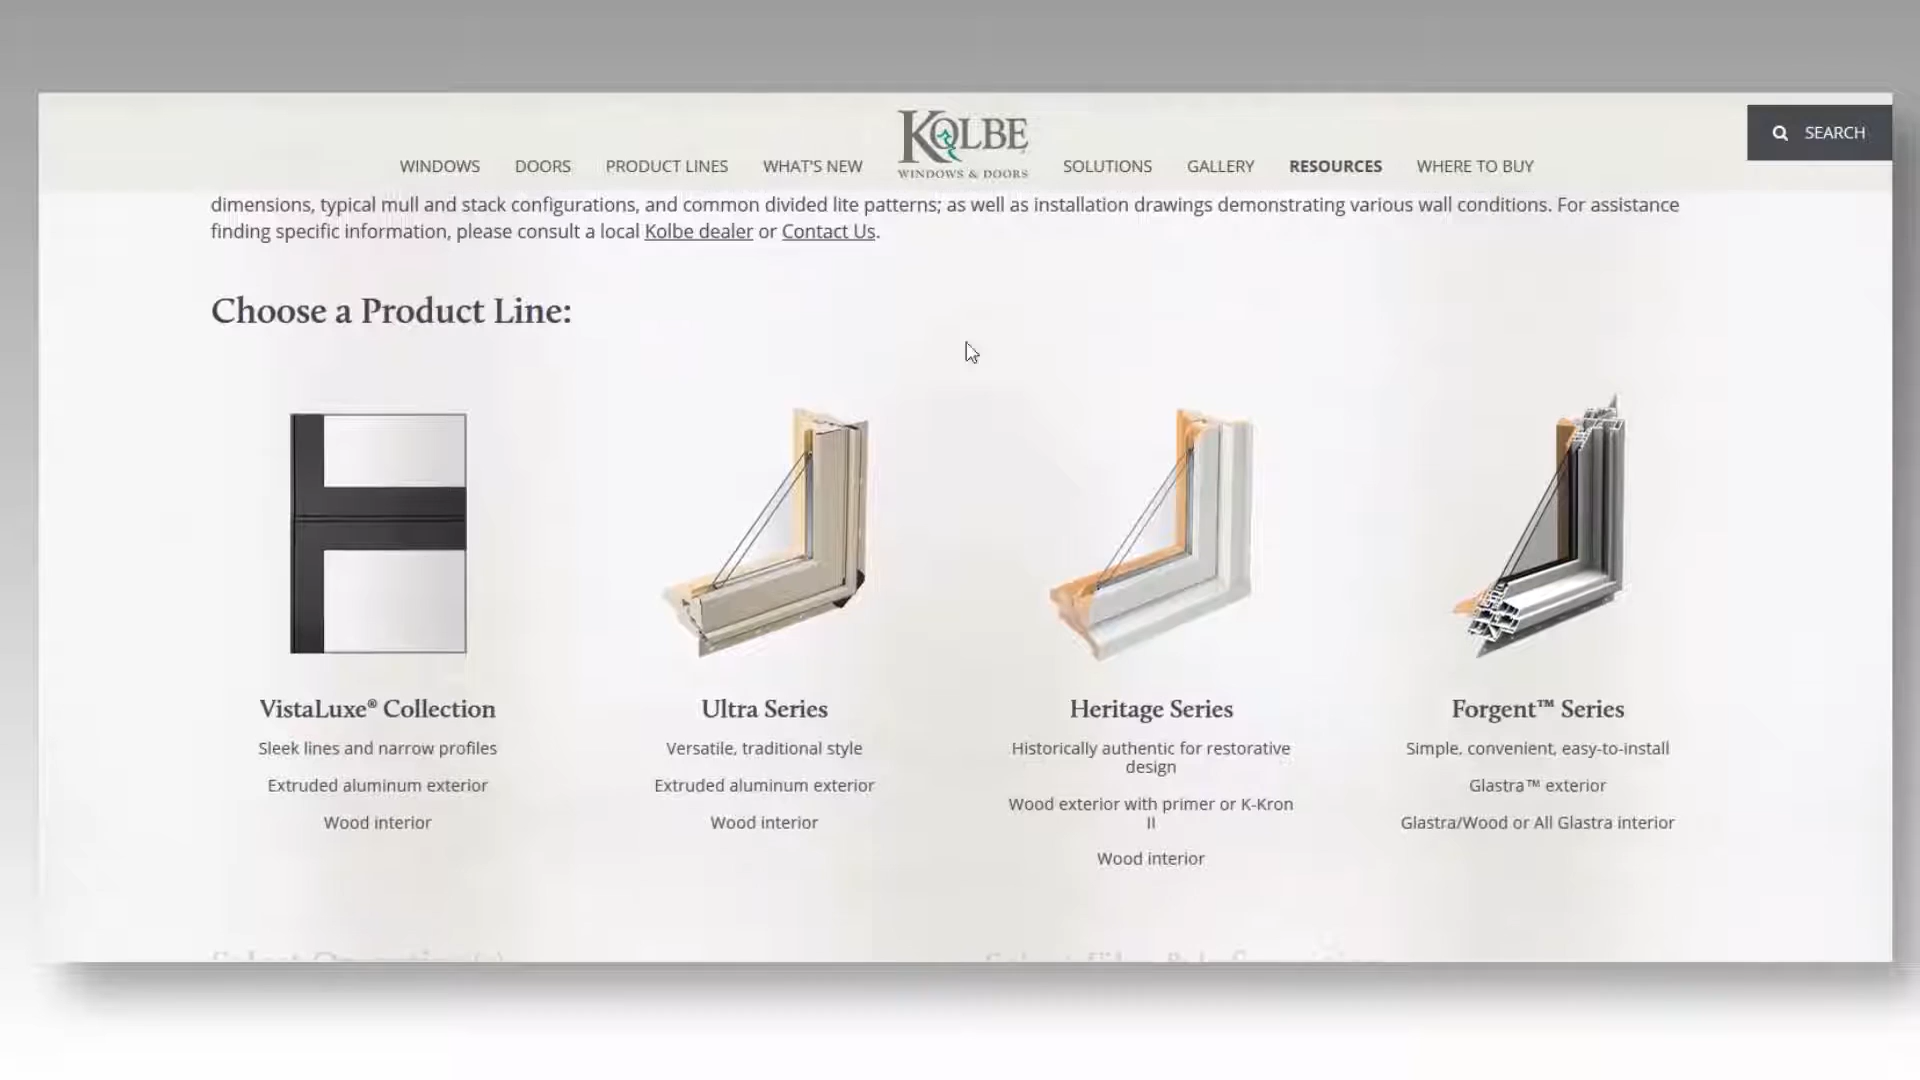 KOLBE
WINDOWS & DOORS
WINDOWS DOORS PRODUCT LINES WHAT'S NEW SOLUTIONS GALLERY RESOURCES WHERE TO BUY
SEARCH
dimensions, typical mull and stack configurations, and common divided lite patterns; as well as installation drawings demonstrating various wall conditions. For assistance
finding specific information, please consult a local Kolbe dealer or Contact Us.
Choose a Product Line:
VistaLuxe® Collection
Sleek lines and narrow profiles
Extruded aluminum exterior
Wood interior
Ultra Series
Versatile, traditional style
Extruded aluminum exterior
Wood interior
Heritage Series
Historically authentic for restorative
design
Wood exterior with primer or K-Kron
II
Wood interior
Forgent™ Series
Simple, convenient, easy-to-install
Glastra™ exterior
Glastra/Wood or All Glastra interior